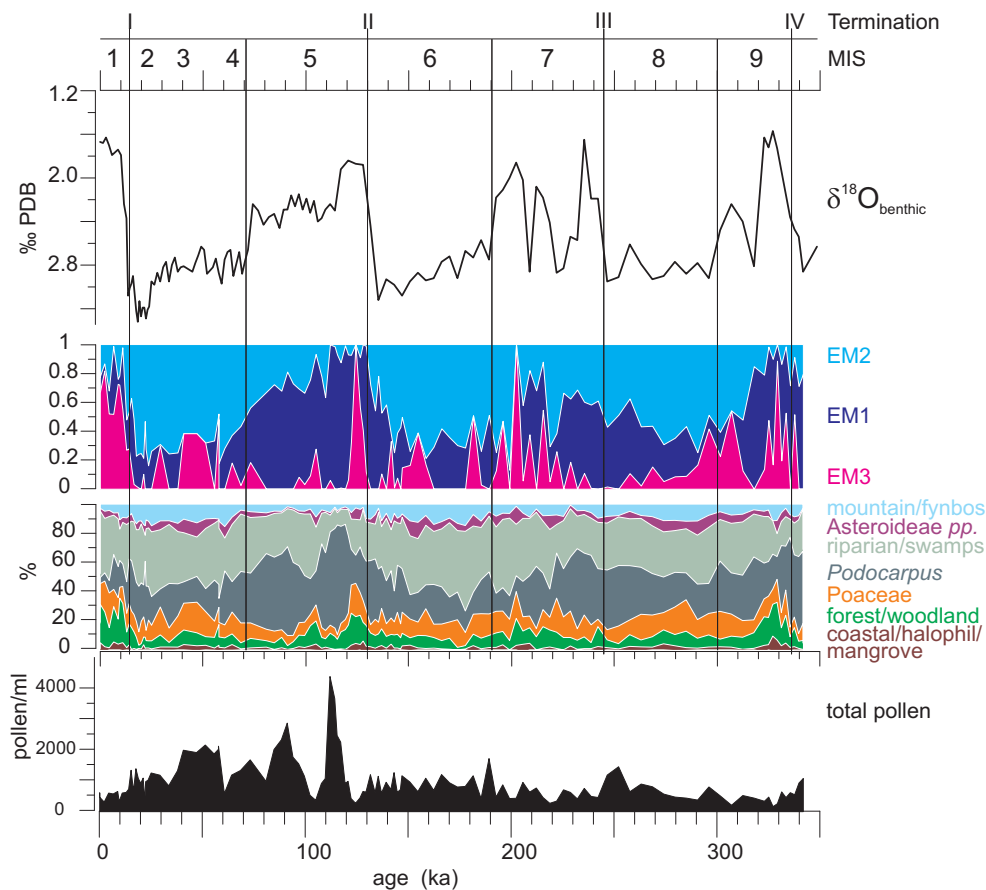 I II III IV Termination
1 2 3 4 5 6 7 8 9 MIS
1.2
2.0
2.8
‰ PDB
δ18Obenthic
1
0.8
0.6
0.4
0.2
0
EM2
EM1
EM3
80
60
40
20
0
%
mountain/fynbos
Asteroideae pp.
riparian/swamps
Podocarpus
Poaceae
forest/woodland
coastal/halophil/
mangrove
4000
2000
0
pollen/ml
total pollen
0 100 200 300
age (ka)